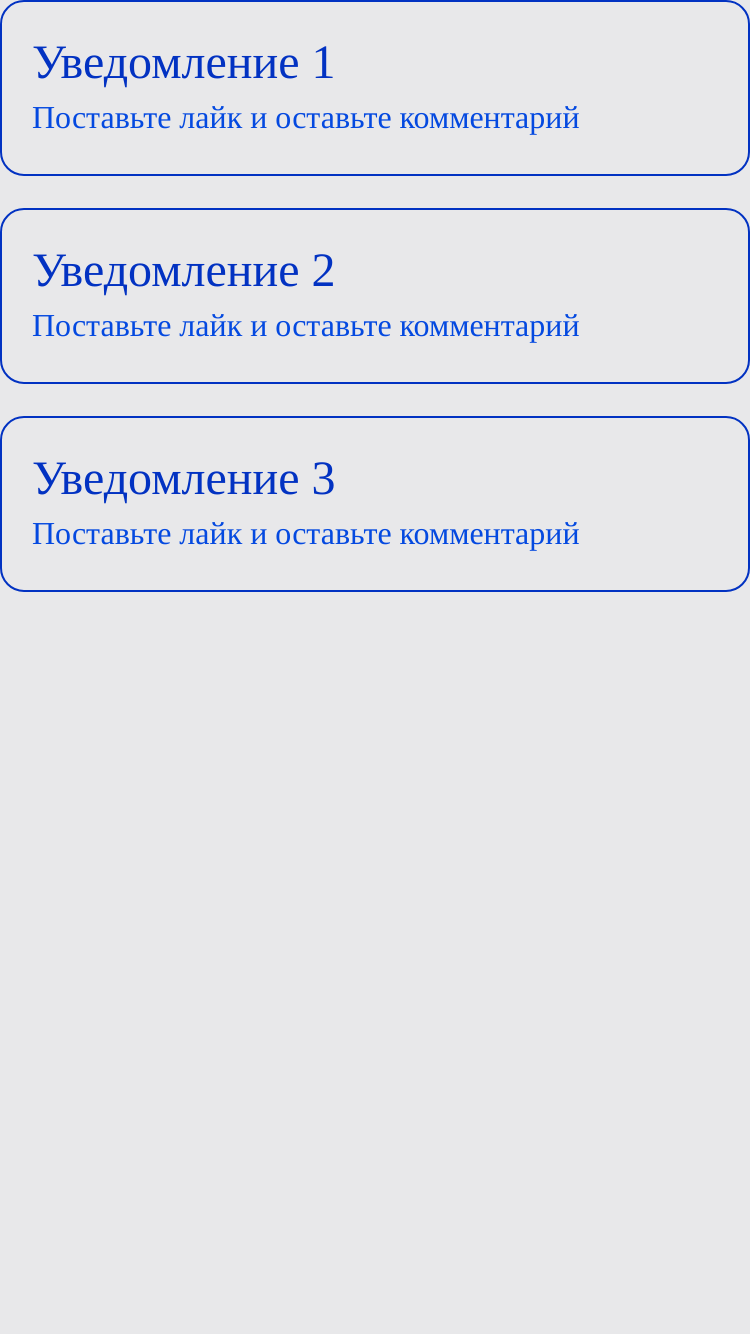 Уведомление 1
Поставьте лайк и оставьте комментарий
Уведомление 2
Поставьте лайк и оставьте комментарий
Уведомление 3
Поставьте лайк и оставьте комментарий